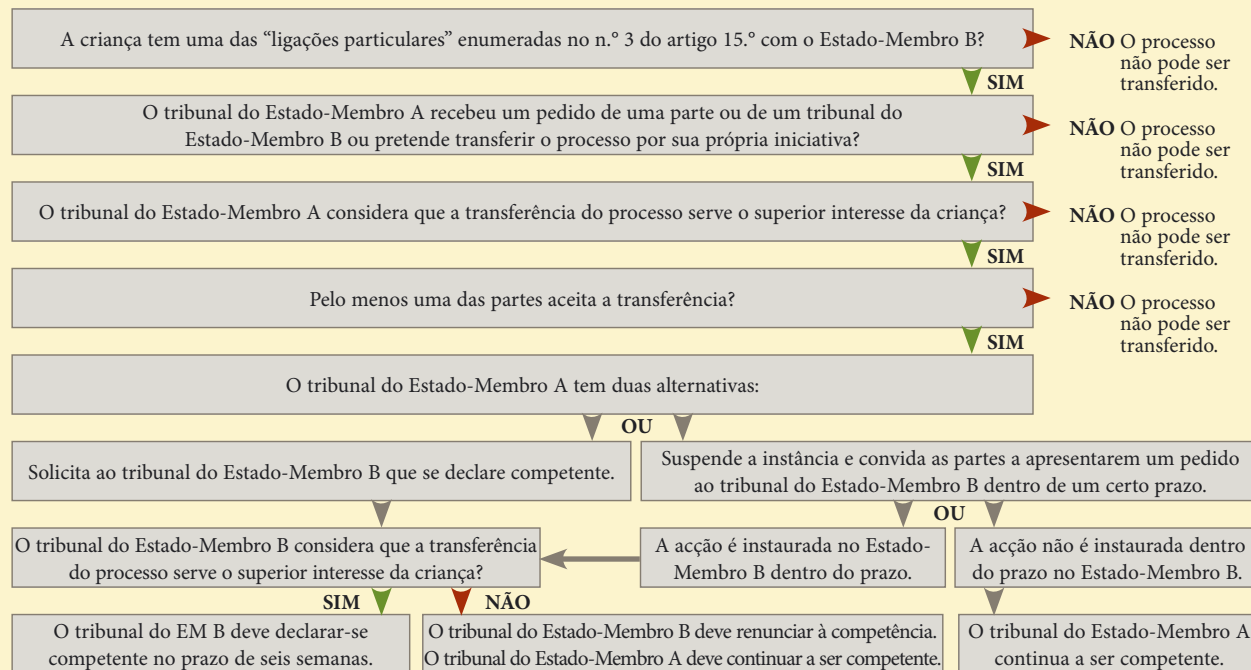 A criança tem uma das “ligações particulares” enumeradas no n.° 3 do artigo 15.° com o Estado-Membro B?
NÃO O processo
não pode ser
transferido.
SIM
O tribunal do Estado-Membro A recebeu um pedido de uma parte ou de um tribunal do
Estado-Membro B ou pretende transferir o processo por sua própria iniciativa?
NÃO O processo
não pode ser
transferido.
SIM
O tribunal do Estado-Membro A considera que a transferência do processo serve o superior interesse da criança?
NÃO O processo
não pode ser
transferido.
SIM
Pelo menos uma das partes aceita a transferência?
NÃO O processo
não pode ser
transferido.
SIM
O tribunal do Estado-Membro A tem duas alternativas:
OU
Solicita ao tribunal do Estado-Membro B que se declare competente.
Suspende a instância e convida as partes a apresentarem um pedido
ao tribunal do Estado-Membro B dentro de um certo prazo.
OU
O tribunal do Estado-Membro B considera que a transferência
do processo serve o superior interesse da criança?
A acção é instaurada no Estado-
Membro B dentro do prazo.
A acção não é instaurada dentro
do prazo no Estado-Membro B.
SIM
NÃO
O tribunal do EM B deve declarar-se
competente no prazo de seis semanas.
O tribunal do Estado-Membro B deve renunciar à competência.
O tribunal do Estado-Membro A deve continuar a ser competente.
O tribunal do Estado-Membro A
continua a ser competente.